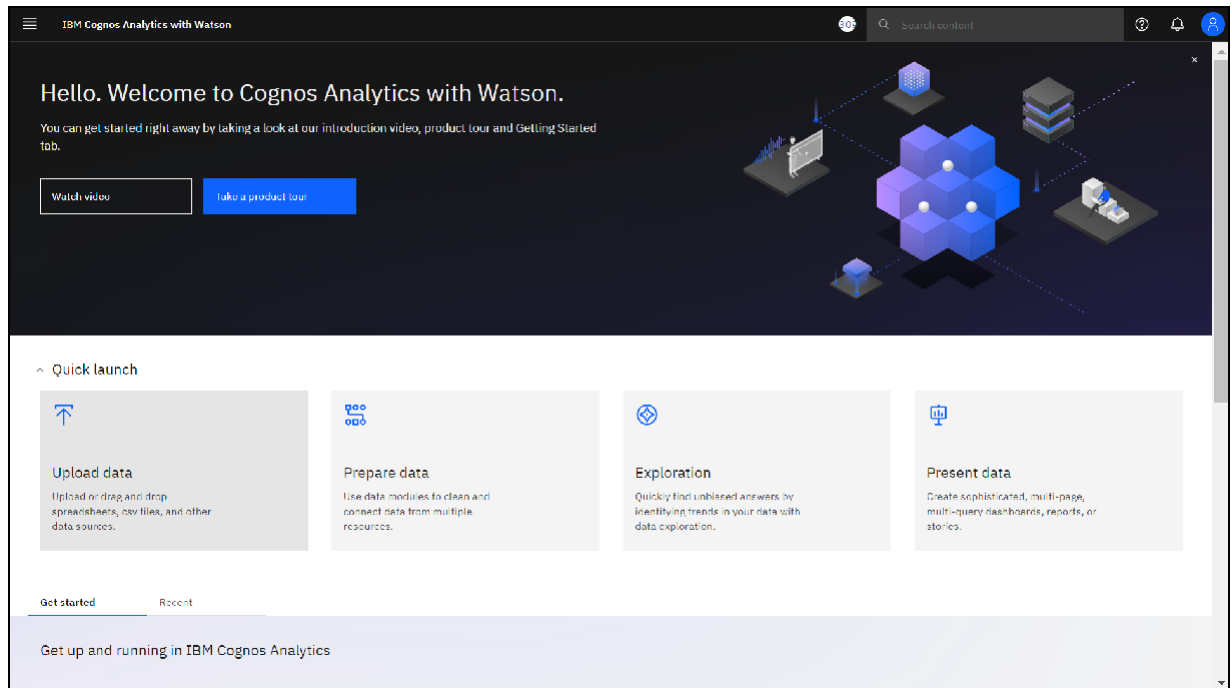 IBM Cognos Analytics with Watson
Search content
Hello. Welcome to Cognos Analytics with Watson.
You can get started right away by taking a look at our introduction video, product tour and Getting Started
tab.
Watch video
Take a product tour
Quick launch
Upload data
Upload or drag and drop
spreadsheets, csv files, and other
data sources.
Prepare data
Use data modules to clean and
connect data from multiple
resources.
Exploration
Quickly find unbiased answers by
identifying trends in your data with
data exploration.
Present data
Create sophisticated, multi-page,
multi-query dashboards, reports, or
stories.
Get started
Recent
Get up and running in IBM Cognos Analytics